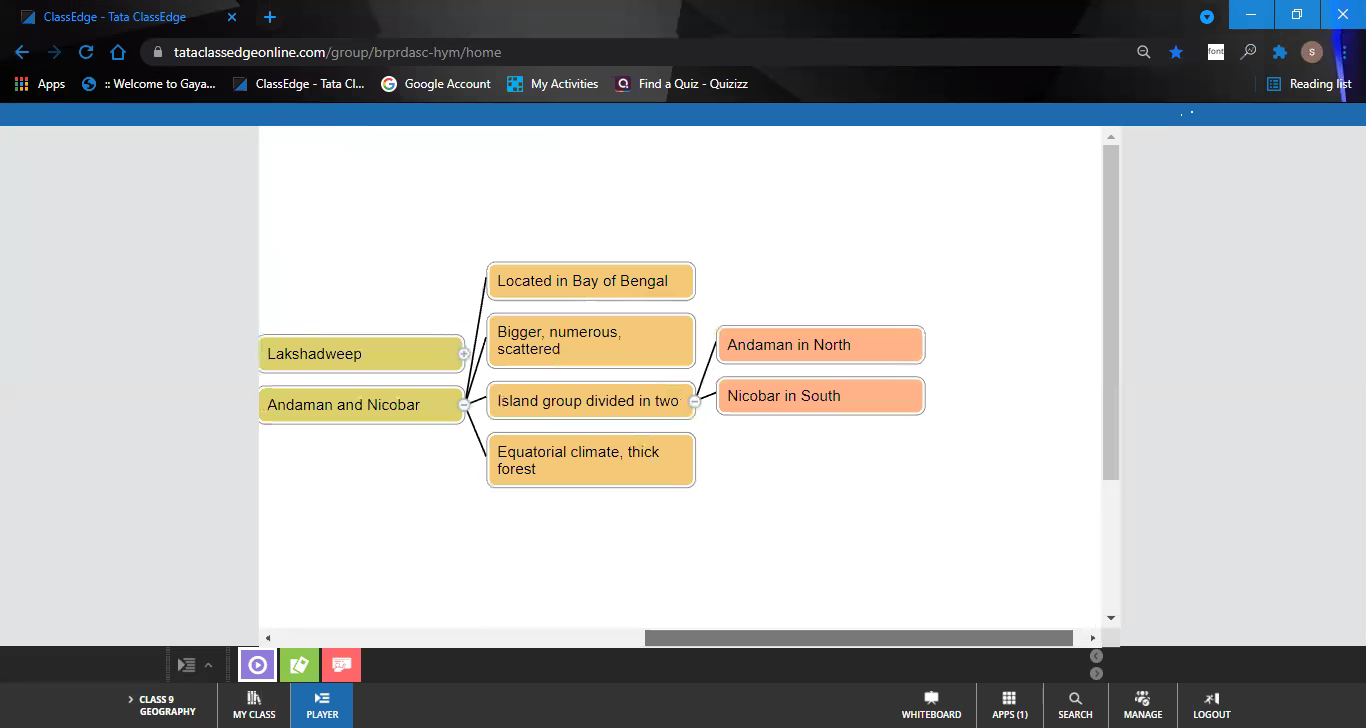 ClassEdge - Tata ClassEdge
tataclassedgeonline.com/group/brprdasc-hym/home
font
S
Apps
:: Welcome to Gaya...
ClassEdge - Tata Cl...
Google Account
My Activities
Find a Quiz - Quizizz
Reading list
Located in Bay of Bengal
Bigger, numerous,
scattered
Lakshadweep
Andaman and Nicobar
Island group divided in two
Andaman in North
Nicobar in South
Equatorial climate, thick
forest
CLASS 9
GEOGRAPHY
MY CLASS
PLAYER
WHITEBOARD
APPS (1)
SEARCH
MANAGE
LOGOUT